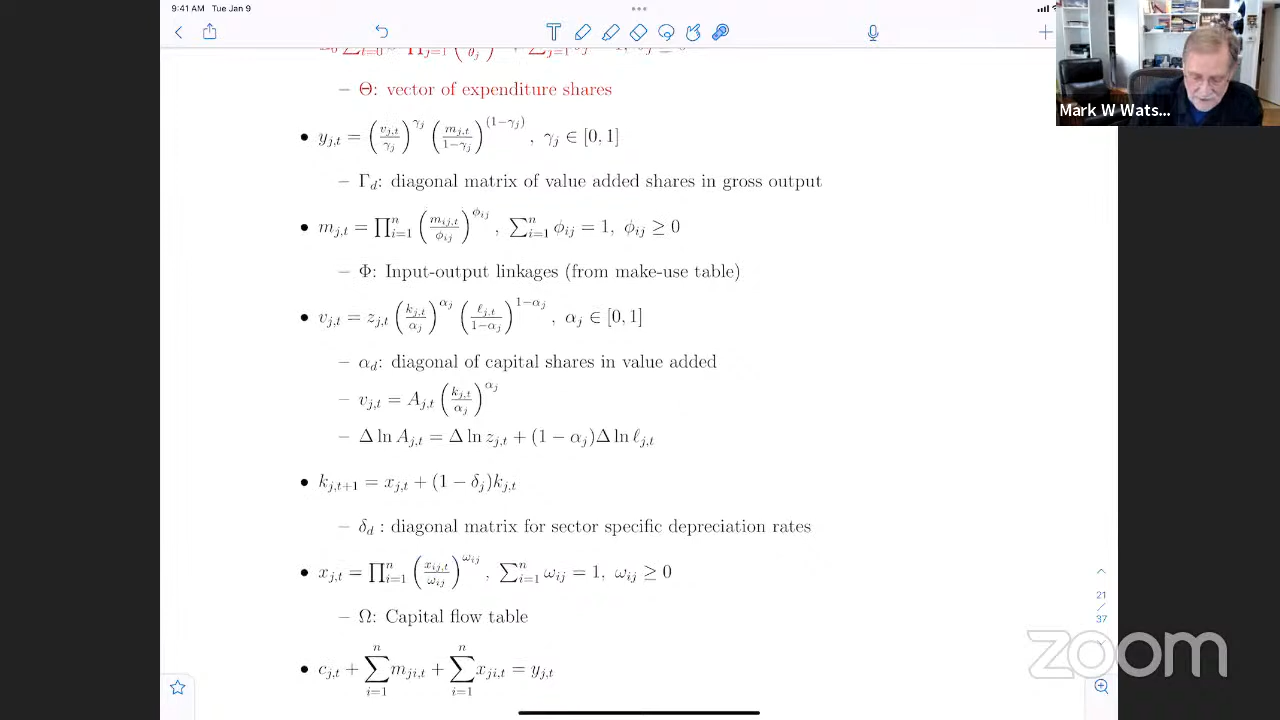 9:41 AM Tue Jan 9
– Θ: vector of expenditure shares
• y_{j,t} = (v_{j,t}/γ_j)^{γ_j} (m_{j,t}/(1−γ_j))^{(1−γ_j)}, γ_j ∈ [0, 1]
– Γ_d: diagonal matrix of value added shares in gross output
• m_{j,t} = ∏_{i=1}^{n} (m_{ij,t}/φ_{ij})^{φ_{ij}}, ∑_{i=1}^{n} φ_{ij} = 1, φ_{ij} ≥ 0
– Φ: Input-output linkages (from make-use table)
• v_{j,t} = z_{j,t} (k_{j,t}/α_j)^{α_j} (ℓ_{j,t}/(1−α_j))^{1−α_j}, α_j ∈ [0, 1]
– α_d: diagonal of capital shares in value added
– v_{j,t} = A_{j,t} (k_{j,t}/α_j)^{α_j}
– Δ ln A_{j,t} = Δ ln z_{j,t} + (1 − α_j)Δ ln ℓ_{j,t}
• k_{j,t+1} = x_{j,t} + (1 − δ_j)k_{j,t}
– δ_d : diagonal matrix for sector specific depreciation rates
• x_{j,t} = ∏_{i=1}^{n} (x_{ij,t}/ω_{ij})^{ω_{ij}}, ∑_{i=1}^{n} ω_{ij} = 1, ω_{ij} ≥ 0
– Ω: Capital flow table
• c_{j,t} + ∑_{i=1}^{n} m_{ji,t} + ∑_{i=1}^{n} x_{ji,t} = y_{j,t}
Mark W Wats...
21
/
37
zoom